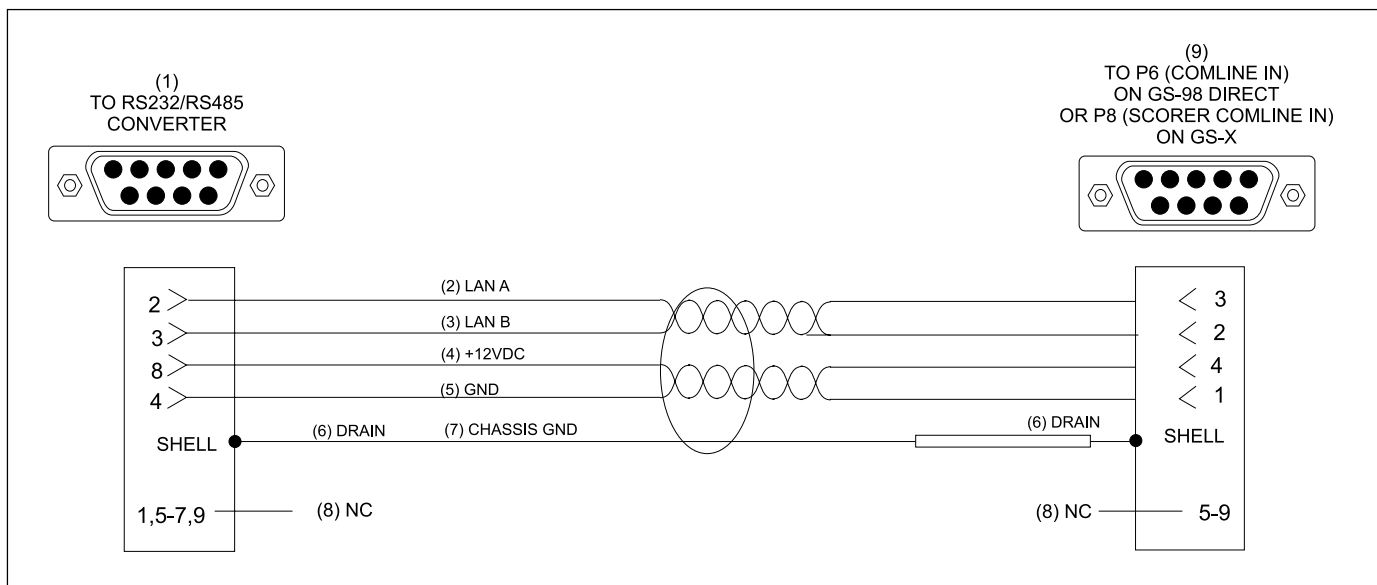 (1)
TO RS232/RS485
CONVERTER
(9)
TO P6 (COMLINE IN)
ON GS-98 DIRECT
OR P8 (SCORER COMLINE IN)
ON GS-X
2
(2) LAN A
3
3
(3) LAN B
2
8
(4) +12VDC
4
4
(5) GND
1
SHELL
(6) DRAIN
(7) CHASSIS GND
(6) DRAIN
SHELL
1,5-7,9
(8) NC
(8) NC
5-9